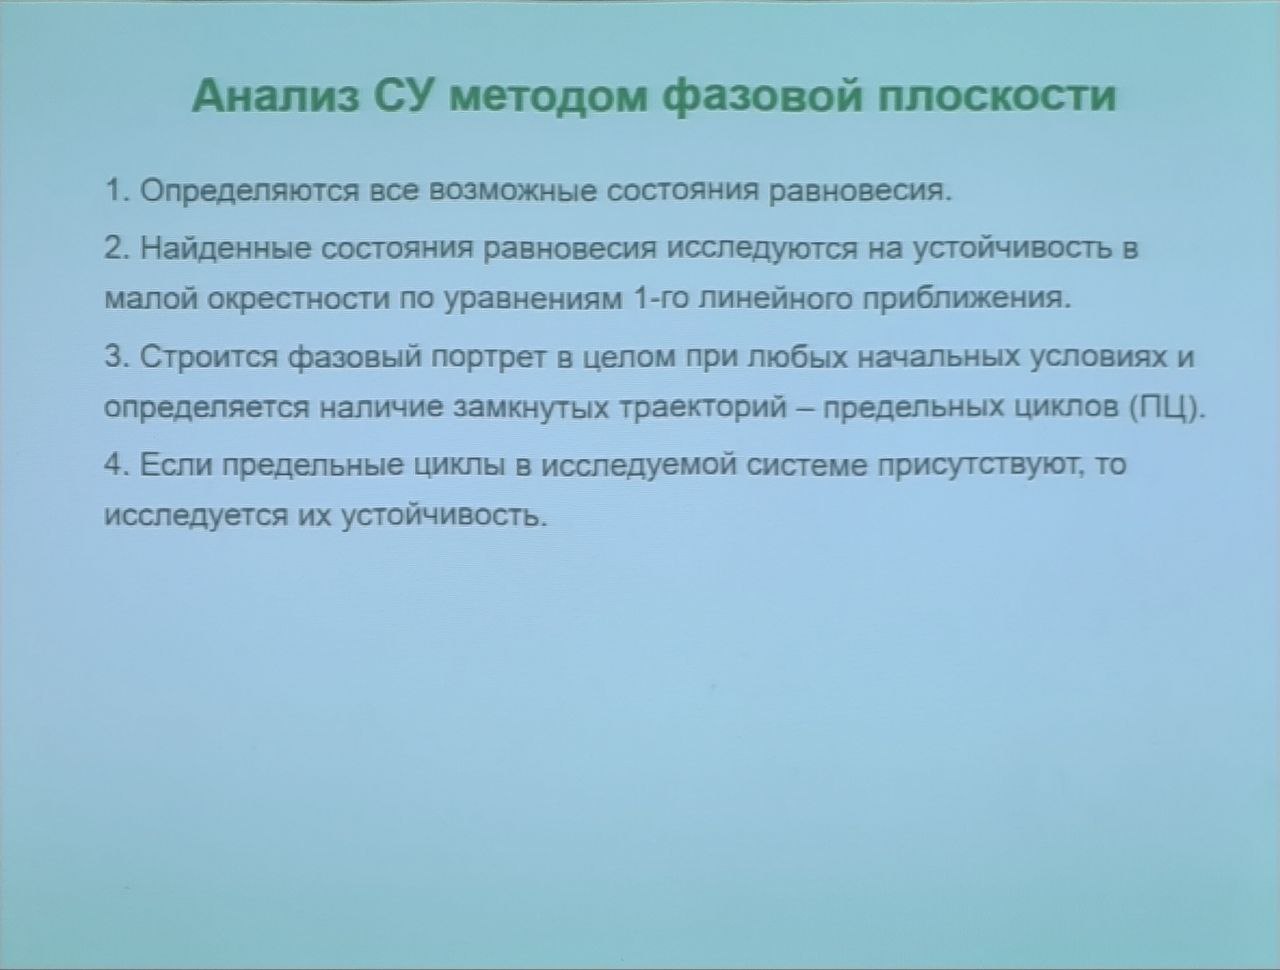 Анализ СУ методом фазовой плоскости
1. Определяются все возможные состояния равновесия.
2. Найденные состояния равновесия исследуются на устойчивость в
малой окрестности по уравнениям 1-го линейного приближения.
3. Строится фазовый портрет в целом при любых начальных условиях и
определяется наличие замкнутых траекторий – предельных циклов (ПЦ).
4. Если предельные циклы в исследуемой системе присутствуют, то
исследуется их устойчивость.